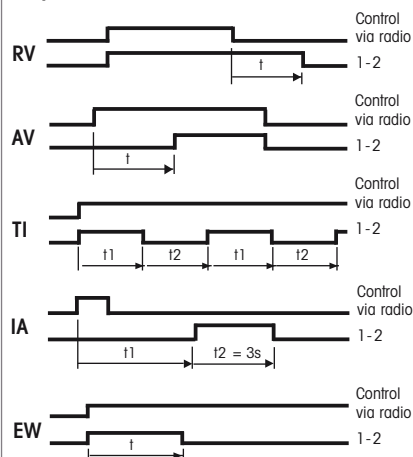 Control
via radio
RV
1-2
t
Control
via radio
AV
1-2
t
Control
via radio
TI
1-2
t1 t2 t1 t2
Control
via radio
IA
1-2
t1 t2 = 3s
Control
via radio
EW
1-2
t